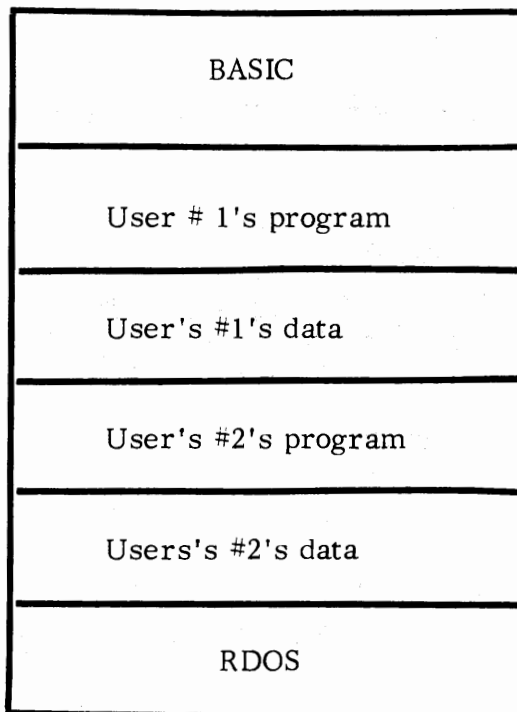 BASIC
User # 1's program
User's #1's data
User's #2's program
Users's #2's data
RDOS